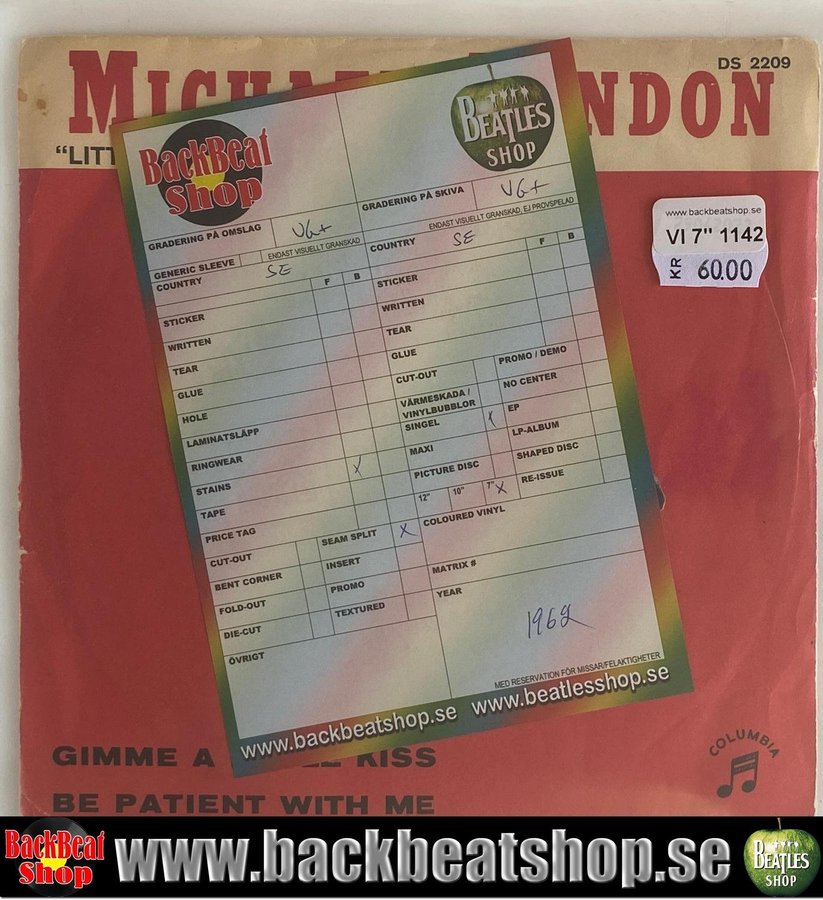 DS 2209
"LITT
NDON
BackBeat
Shop
BEATLES
SHOP
GRADERING PÅ OMSLAG VG+
GRADERING PÅ SKIVA VG+
ENDAST VISUELLT GRANSKAD
ENDAST VISUELLT GRANSKAD, EJ PROVSPELAD
GENERIC SLEEVE
COUNTRY SE
F B
STICKER
WRITTEN
TEAR
GLUE
HOLE
LAMINATSLÄPP
RINGWEAR
STAINS X
TAPE
PRICE TAG
CUT-OUT
SEAM SPLIT X
BENT CORNER
INSERT
FOLD-OUT
PROMO
DIE-CUT
TEXTURED
ÖVRIGT
COUNTRY SE
F B
STICKER
WRITTEN
TEAR
GLUE
CUT-OUT
PROMO / DEMO
VÄRMESKADA /
VINYLBUBBLOR
NO CENTER
SINGEL X
EP
MAXI
LP-ALBUM
PICTURE DISC
SHAPED DISC
12" 10" 7" X
RE-ISSUE
COLOURED VINYL
MATRIX #
YEAR
1962
MED RESERVATION FÖR MISSAR/FELAKTIGHETER
www.backbeatshop.se www.beatlesshop.se
www.backbeatshop.se
VI 7" 1142
KR 60.00
GIMME A KISS
BE PATIENT WITH ME
COLUMBIA
BackBeat
Shop
www.backbeatshop.se
BEATLES
SHOP